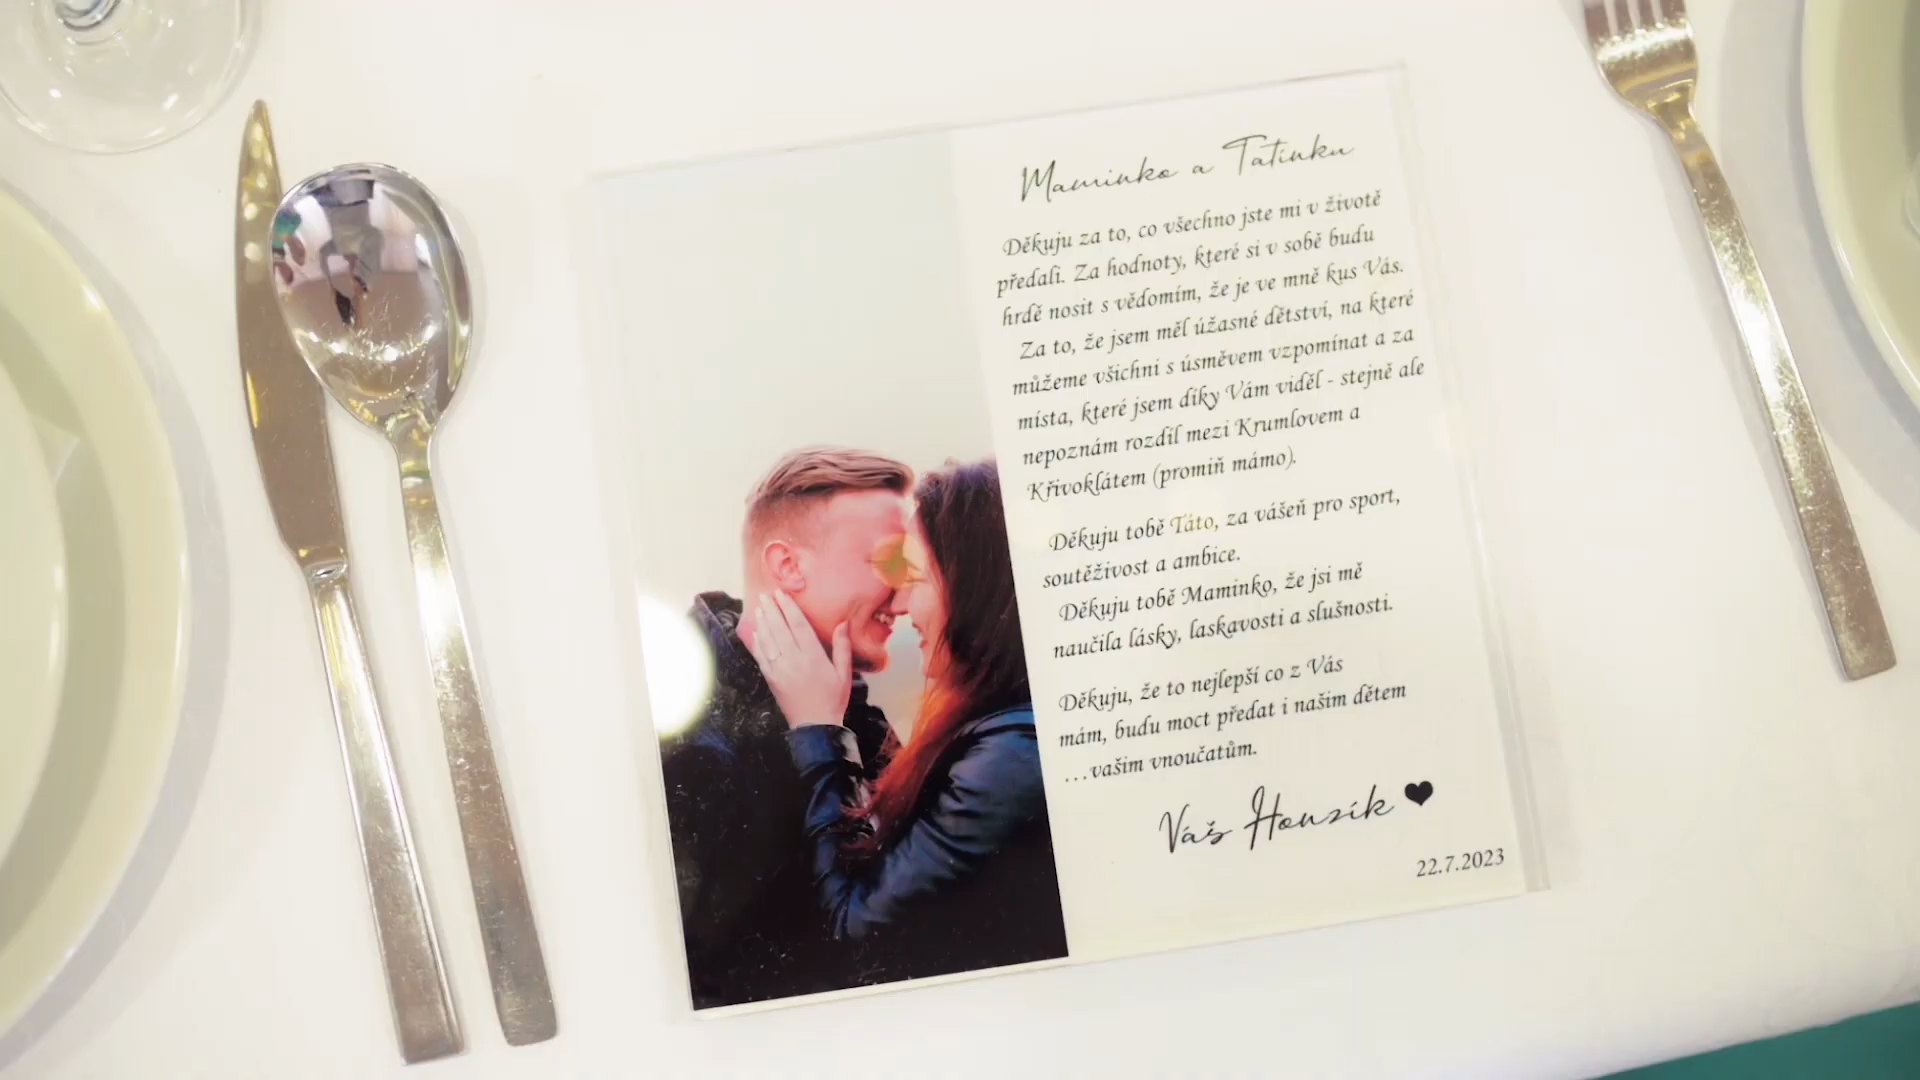 Maminko a Tatínku
Děkuju za to, co všechno jste mi v životě
předali. Za hodnoty, které si v sobě budu
hrdě nosit s vědomím, že je ve mně kus Vás.
Za to, že jsem měl úžasné dětství, na které
můžeme všichni s úsměvem vzpomínat a za
místa, které jsem díky Vám viděl - stejně ale
nepoznám rozdíl mezi Krumlovem a
Křivoklátem (promiň mámo).
Děkuju tobě Táto, za vášeň pro sport,
soutěživost a ambice.
Děkuju tobě Maminko, že jsi mě
naučila lásky, laskavosti a slušnosti.
Děkuju, že to nejlepší co z Vás
mám, budu moct předat i našim dětem
...vašim vnoučatům.
Váš Honzík ♥
22.7.2023